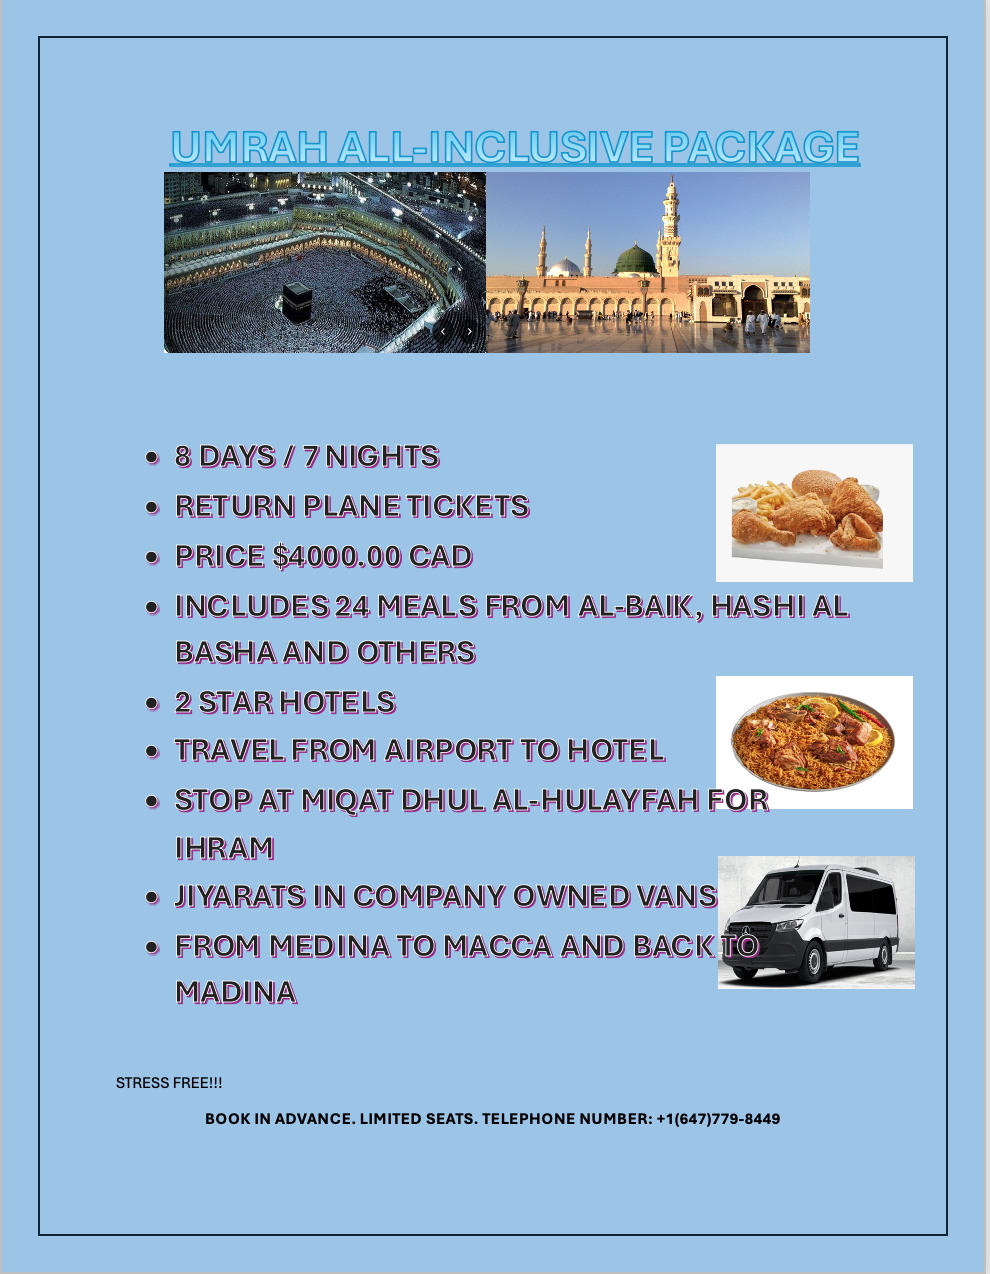 UMRAH ALL-INCLUSIVE PACKAGE
• 8 DAYS / 7 NIGHTS
• RETURN PLANE TICKETS
• PRICE $4000.00 CAD
• INCLUDES 24 MEALS FROM AL-BAIK, HASHI AL
BASHA AND OTHERS
• 2 STAR HOTELS
• TRAVEL FROM AIRPORT TO HOTEL
• STOP AT MIQAT DHUL AL-HULAYFAH FOR
IHRAM
• JIYARATS IN COMPANY OWNED VANS
• FROM MEDINA TO MACCA AND BACK TO
MADINA
STRESS FREE!!!
BOOK IN ADVANCE. LIMITED SEATS. TELEPHONE NUMBER: +1(647)779-8449